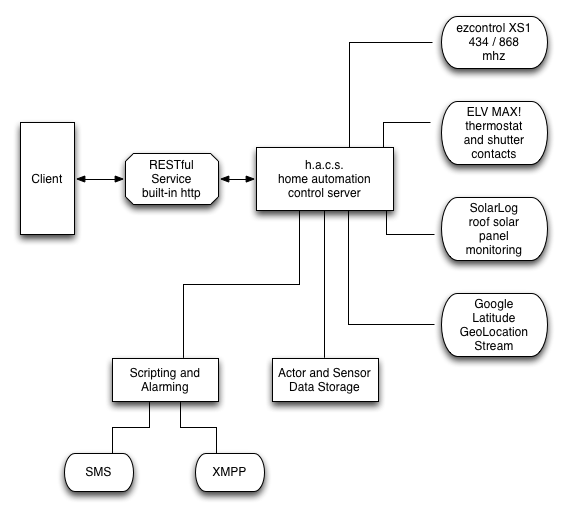 ezcontrol XS1
434 / 868
mhz
ELV MAX!
thermostat
and shutter
contacts
Client
RESTful
Service
built-in http
h.a.c.s.
home automation
control server
SolarLog
roof solar
panel
monitoring
Google
Latitude
GeoLocation
Stream
Scripting and
Alarming
Actor and Sensor
Data Storage
SMS
XMPP